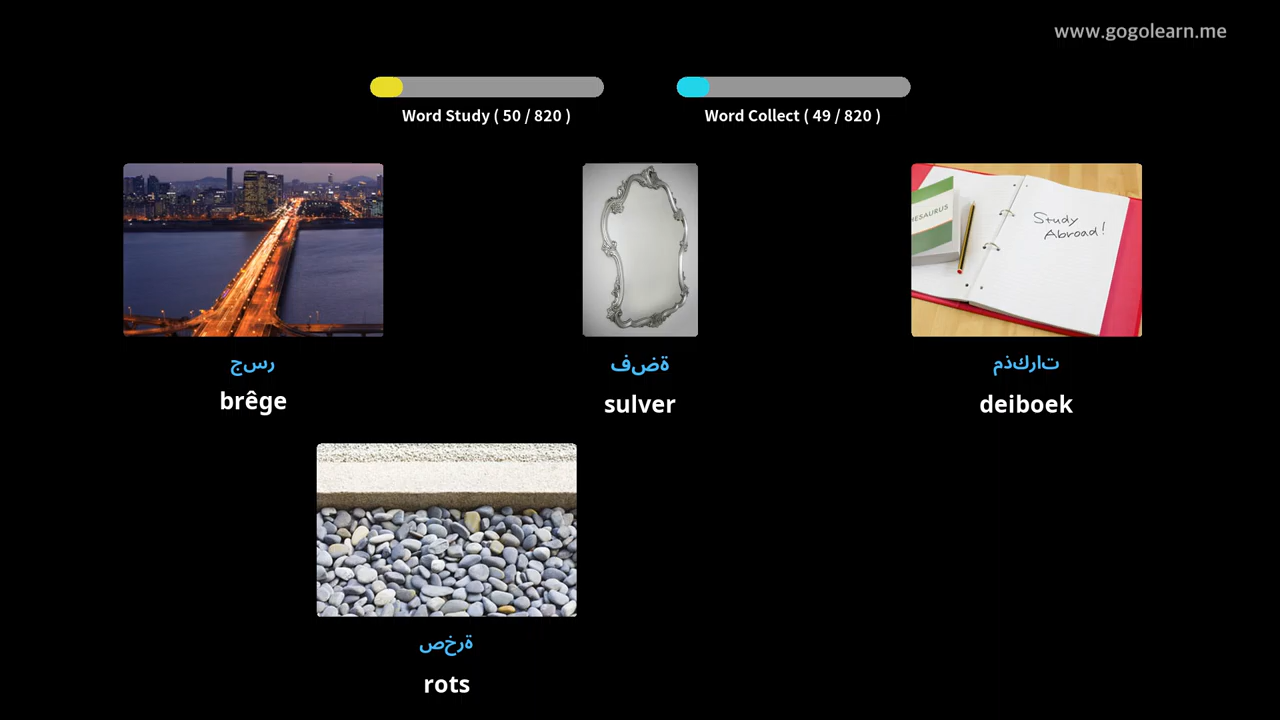 www.gogolearn.me
Word Study ( 50 / 820 )
Word Collect ( 49 / 820 )
THESAURUS
Study
Abroad!
رسج
ةضف
تاركذم
brêge
sulver
deiboek
ةرخص
rots